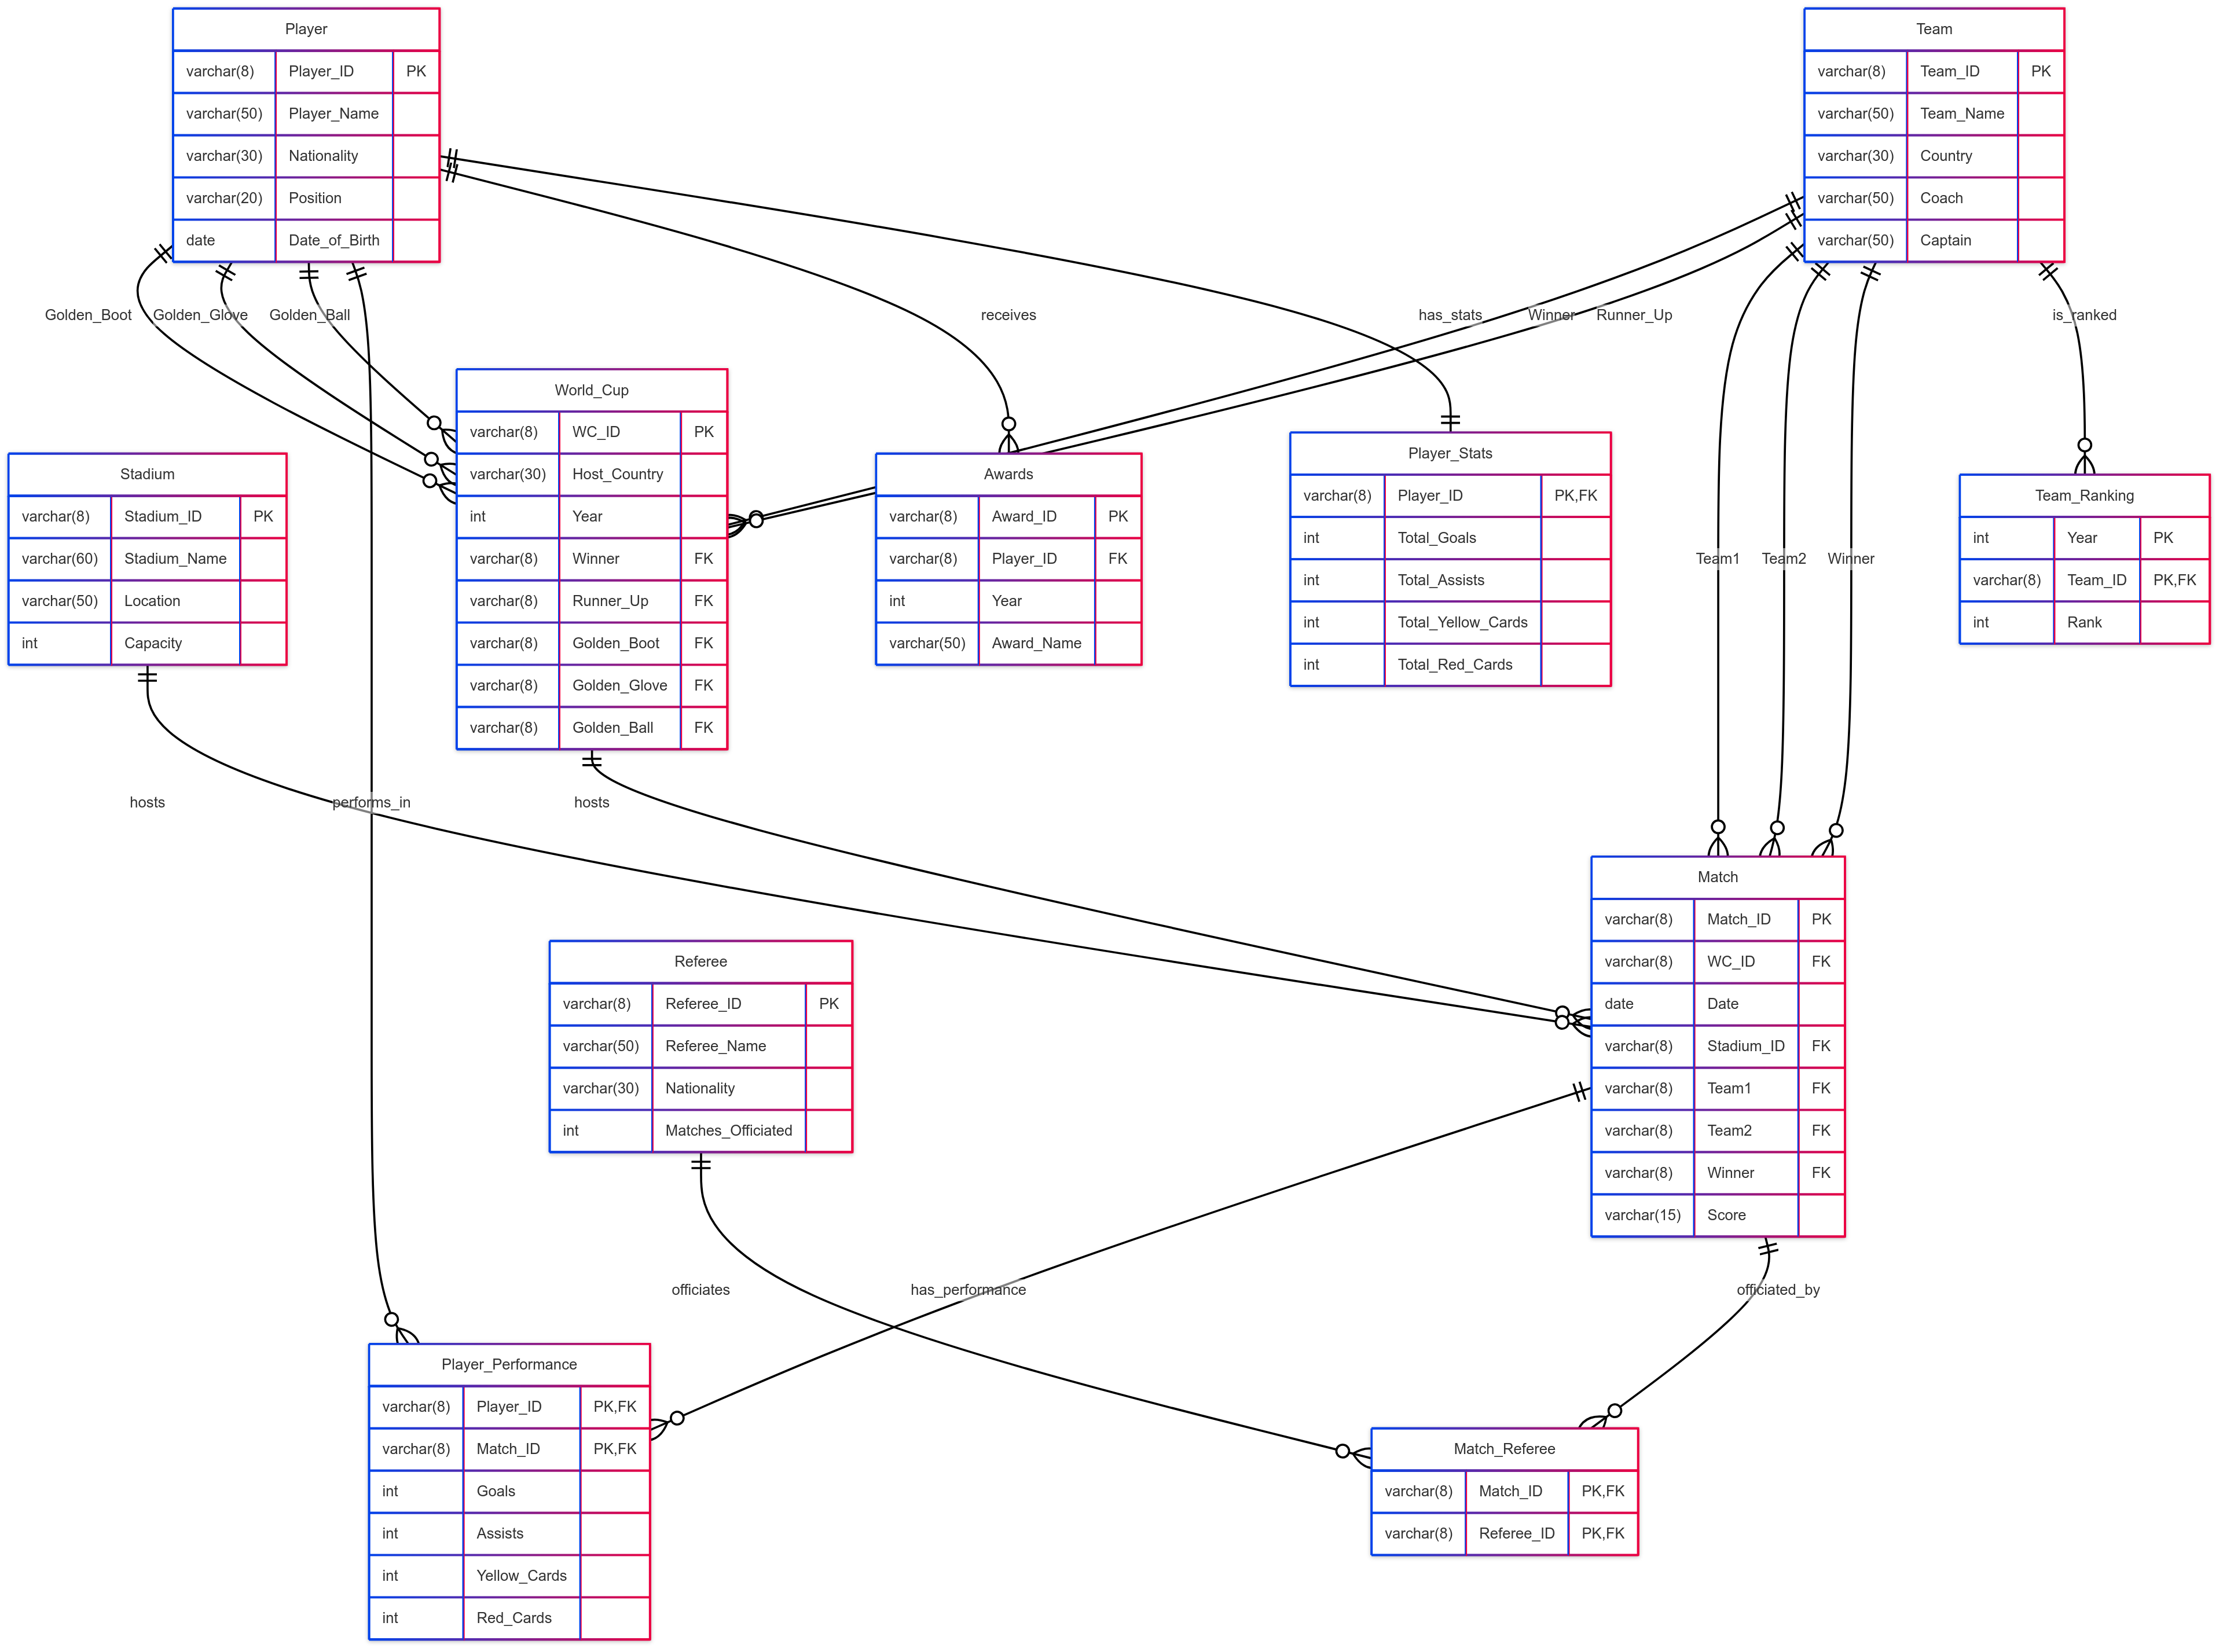 Player
varchar(8) Player_ID PK
varchar(50) Player_Name
varchar(30) Nationality
varchar(20) Position
date Date_of_Birth
Team
varchar(8) Team_ID PK
varchar(50) Team_Name
varchar(30) Country
varchar(50) Coach
varchar(50) Captain
Golden_Boot
Golden_Glove
Golden_Ball
receives
has_stats
Winner
Runner_Up
is_ranked
World_Cup
varchar(8) WC_ID PK
varchar(30) Host_Country
int Year
varchar(8) Winner FK
varchar(8) Runner_Up FK
varchar(8) Golden_Boot FK
varchar(8) Golden_Glove FK
varchar(8) Golden_Ball FK
Stadium
varchar(8) Stadium_ID PK
varchar(60) Stadium_Name
varchar(50) Location
int Capacity
Awards
varchar(8) Award_ID PK
varchar(8) Player_ID FK
int Year
varchar(50) Award_Name
Player_Stats
varchar(8) Player_ID PK,FK
int Total_Goals
int Total_Assists
int Total_Yellow_Cards
int Total_Red_Cards
Team_Ranking
int Year PK
varchar(8) Team_ID PK,FK
int Rank
Team1
Team2
Winner
hosts
performs_in
hosts
Match
varchar(8) Match_ID PK
varchar(8) WC_ID FK
date Date
varchar(8) Stadium_ID FK
varchar(8) Team1 FK
varchar(8) Team2 FK
varchar(8) Winner FK
varchar(15) Score
Referee
varchar(8) Referee_ID PK
varchar(50) Referee_Name
varchar(30) Nationality
int Matches_Officiated
officiates
has_performance
officiated_by
Player_Performance
varchar(8) Player_ID PK,FK
varchar(8) Match_ID PK,FK
int Goals
int Assists
int Yellow_Cards
int Red_Cards
Match_Referee
varchar(8) Match_ID PK,FK
varchar(8) Referee_ID PK,FK